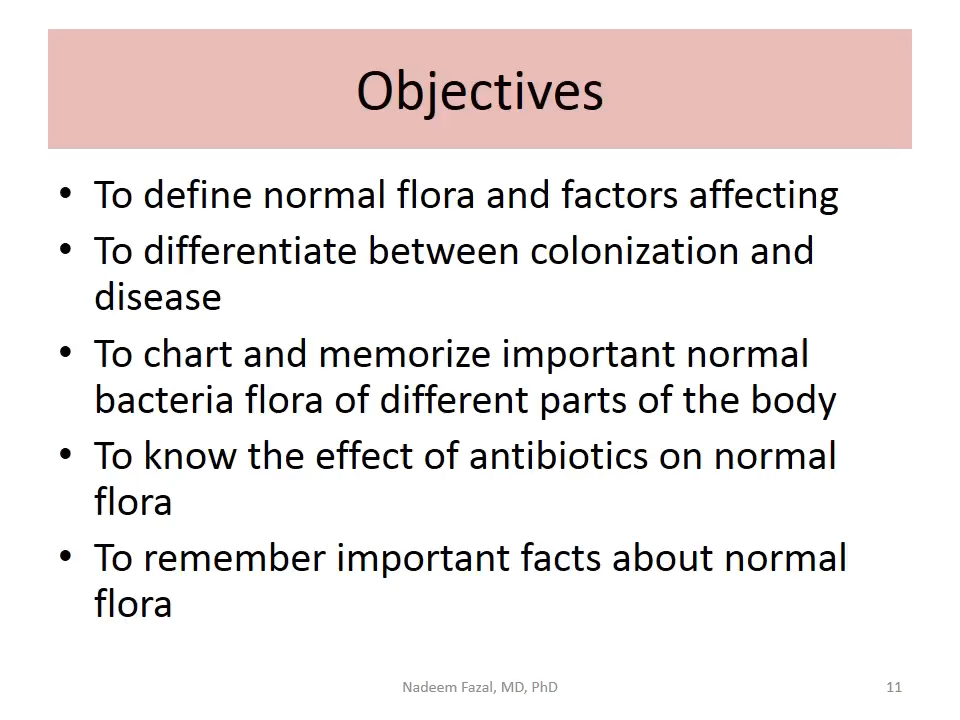 Objectives
• To define normal flora and factors affecting
• To differentiate between colonization and
disease
• To chart and memorize important normal
bacteria flora of different parts of the body
• To know the effect of antibiotics on normal
flora
• To remember important facts about normal
flora
Nadeem Fazal, MD, PhD
11